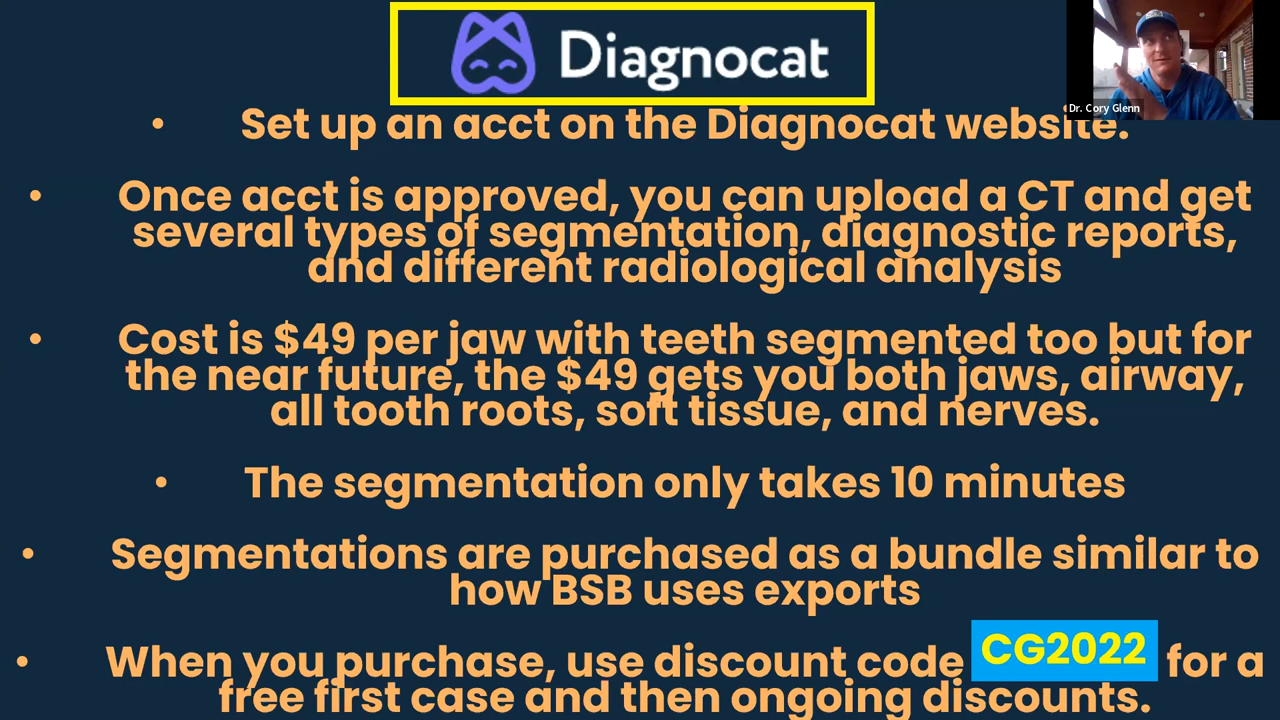 Diagnocat
Dr. Cory Glenn
• Set up an acct on the Diagnocat website.
• Once acct is approved, you can upload a CT and get
several types of segmentation, diagnostic reports,
and different radiological analysis
• Cost is $49 per jaw with teeth segmented too but for
the near future, the $49 gets you both jaws, airway,
all tooth roots, soft tissue, and nerves.
• The segmentation only takes 10 minutes
• Segmentations are purchased as a bundle similar to
how BSB uses exports
• When you purchase, use discount code CG2022 for a
free first case and then ongoing discounts.